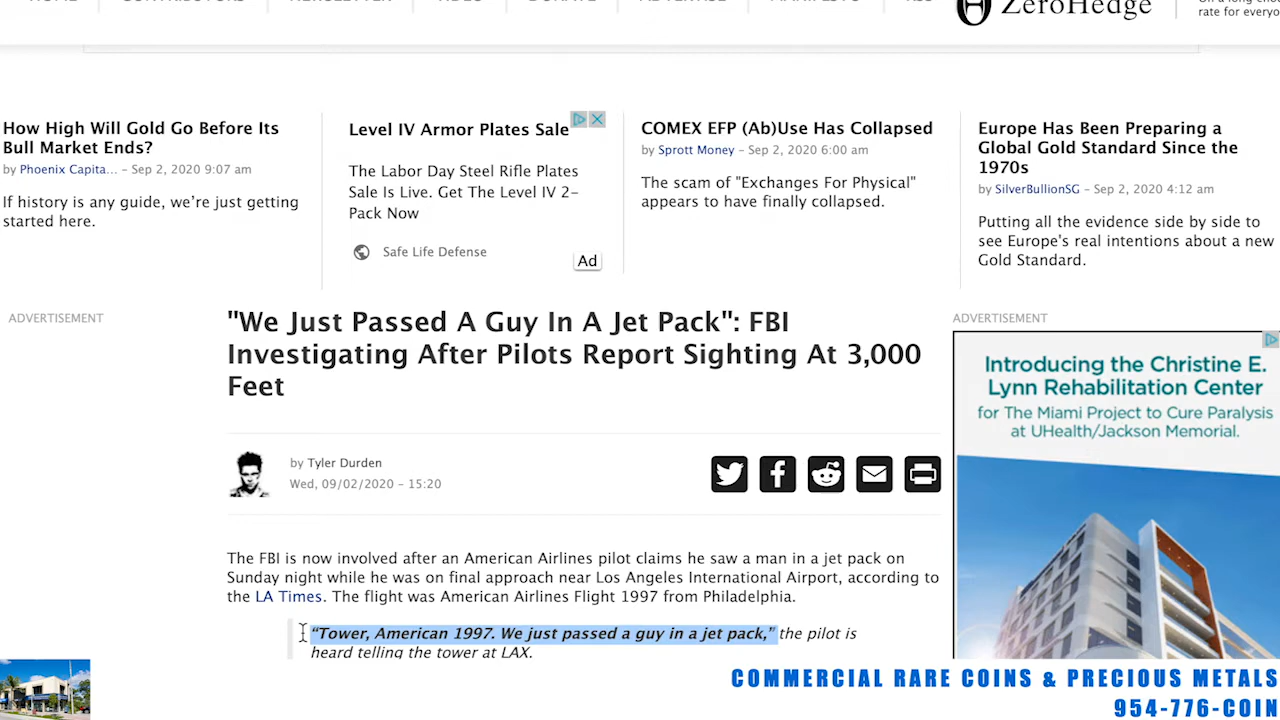 HOME CONTRIBUTORS NEWSLETTER VIDEO DONATE ADVERTISE MANIFESTO RSS
ZeroHedge
rate for everyo
How High Will Gold Go Before Its
Bull Market Ends?
by Phoenix Capita... – Sep 2, 2020 9:07 am
If history is any guide, we're just getting
started here.
Level IV Armor Plates Sale
The Labor Day Steel Rifle Plates
Sale Is Live. Get The Level IV 2-
Pack Now
Safe Life Defense
Ad
COMEX EFP (Ab)Use Has Collapsed
by Sprott Money – Sep 2, 2020 6:00 am
The scam of "Exchanges For Physical"
appears to have finally collapsed.
Europe Has Been Preparing a
Global Gold Standard Since the
1970s
by SilverBullionSG – Sep 2, 2020 4:12 am
Putting all the evidence side by side to
see Europe's real intentions about a new
Gold Standard.
ADVERTISEMENT
"We Just Passed A Guy In A Jet Pack": FBI
Investigating After Pilots Report Sighting At 3,000
Feet
by Tyler Durden
Wed, 09/02/2020 – 15:20
The FBI is now involved after an American Airlines pilot claims he saw a man in a jet pack on
Sunday night while he was on final approach near Los Angeles International Airport, according to
the LA Times. The flight was American Airlines Flight 1997 from Philadelphia.
“Tower, American 1997. We just passed a guy in a jet pack,” the pilot is
heard telling the tower at LAX.
ADVERTISEMENT
Introducing the Christine E.
Lynn Rehabilitation Center
for The Miami Project to Cure Paralysis
at UHealth/Jackson Memorial.
COMMERCIAL RARE COINS & PRECIOUS METALS
954-776-COIN